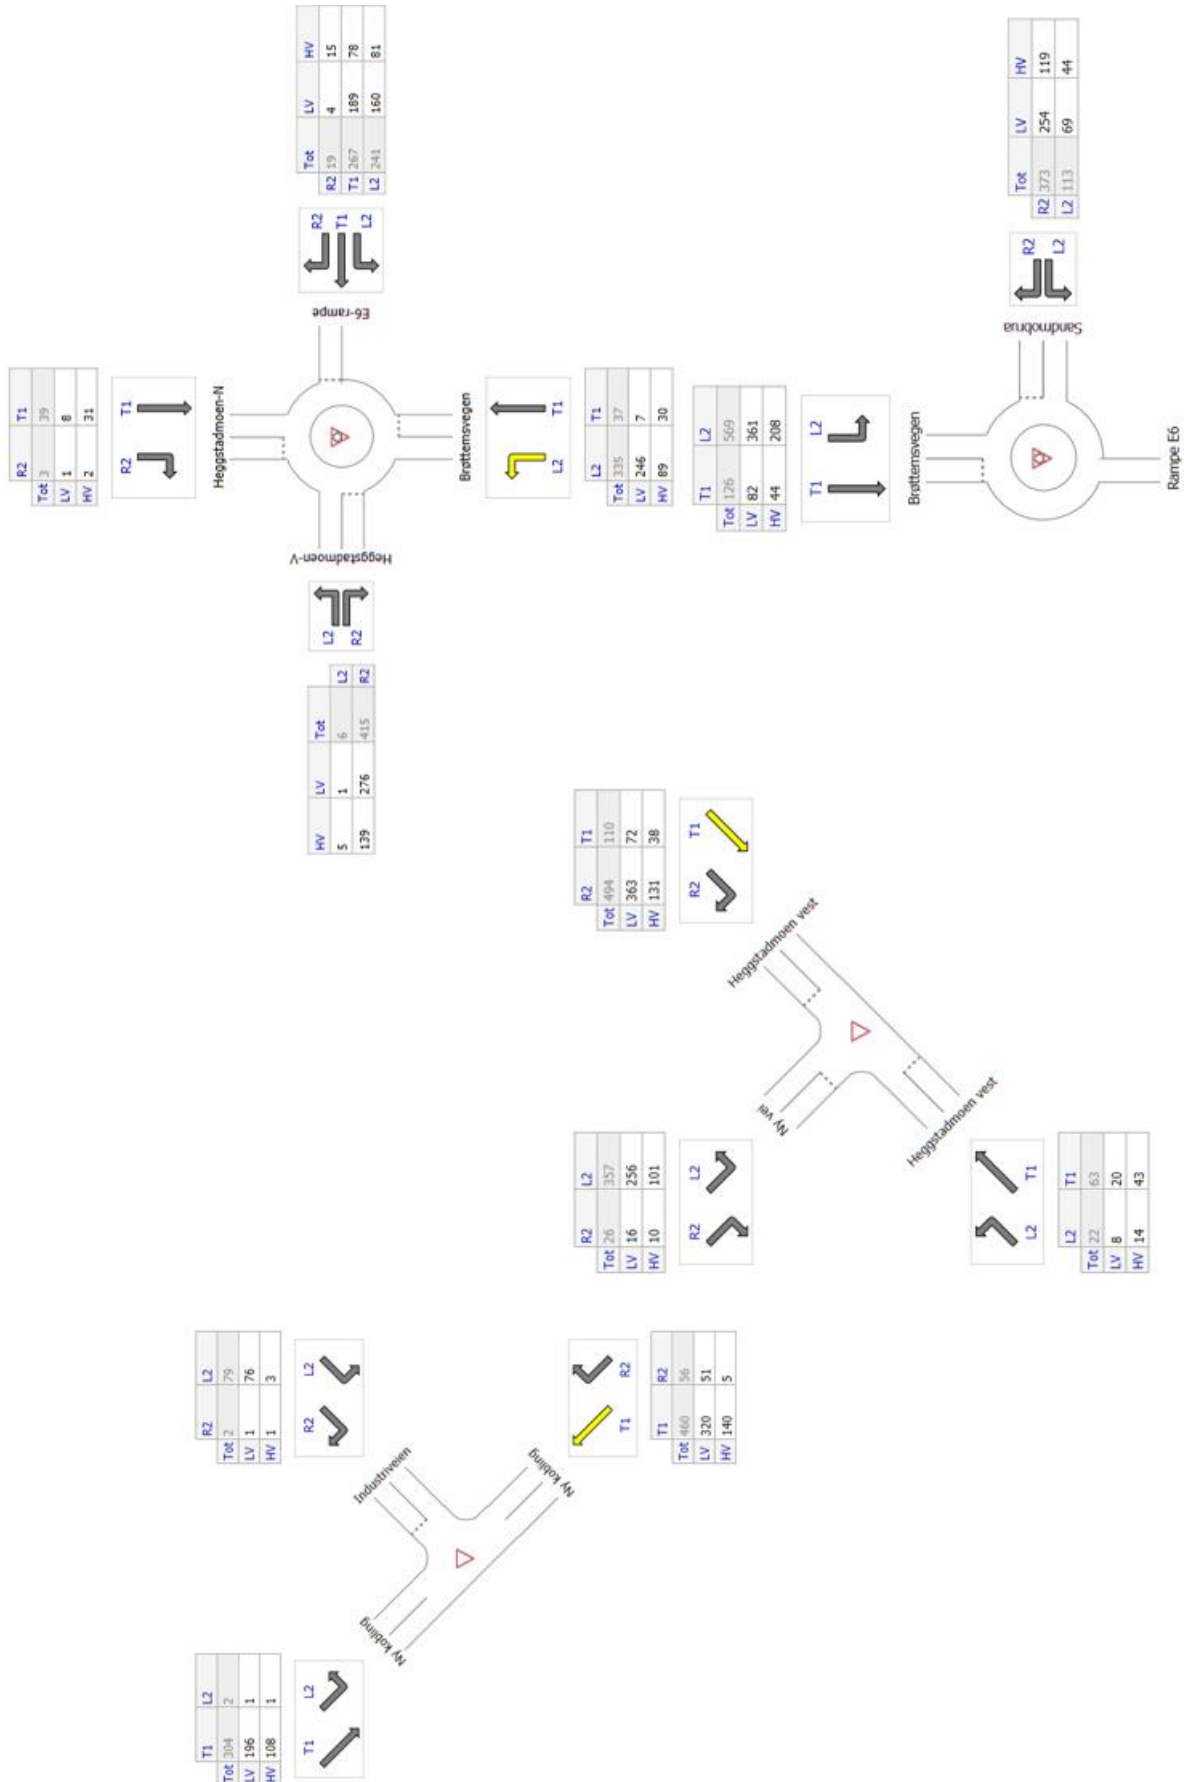 R2 T1
Tot 3 39
LV 1 8
HV 2 31
R2 T1
Heggstadmoen-N
Tot LV HV
R2 19 4 15
T1 267 189 78
L2 241 160 81
R2
T1
L2
E6-rampe
Heggstadmoen-V
L2
R2
HV LV Tot
5 1 6 L2
139 276 415 R2
Brøttemsvegen
L2 T1
L2 T1
Tot 335 37
LV 246 7
HV 89 30
T1 L2
Tot 126 569
LV 82 361
HV 44 208
T1 L2
Brøttemsvegen
Tot LV HV
R2 373 254 119
L2 113 69 44
R2
L2
Sandmobrua
Rampe E6
R2 T1
Tot 494 110
LV 363 72
HV 131 38
R2 T1
Heggstadmoen vest
R2 L2
Tot 26 357
LV 16 256
HV 10 101
R2 L2
Ny vei
Heggstadmoen vest
L2 T1
L2 T1
Tot 22 63
LV 8 20
HV 14 43
R2 L2
Tot 2 79
LV 1 76
HV 1 3
R2 L2
Industriveien
Ny kobling
T1 R2
T1 R2
Tot 460 56
LV 320 51
HV 140 5
Ny kobling
T1 L2
Tot 304 2
LV 196 1
HV 108 1
T1 L2